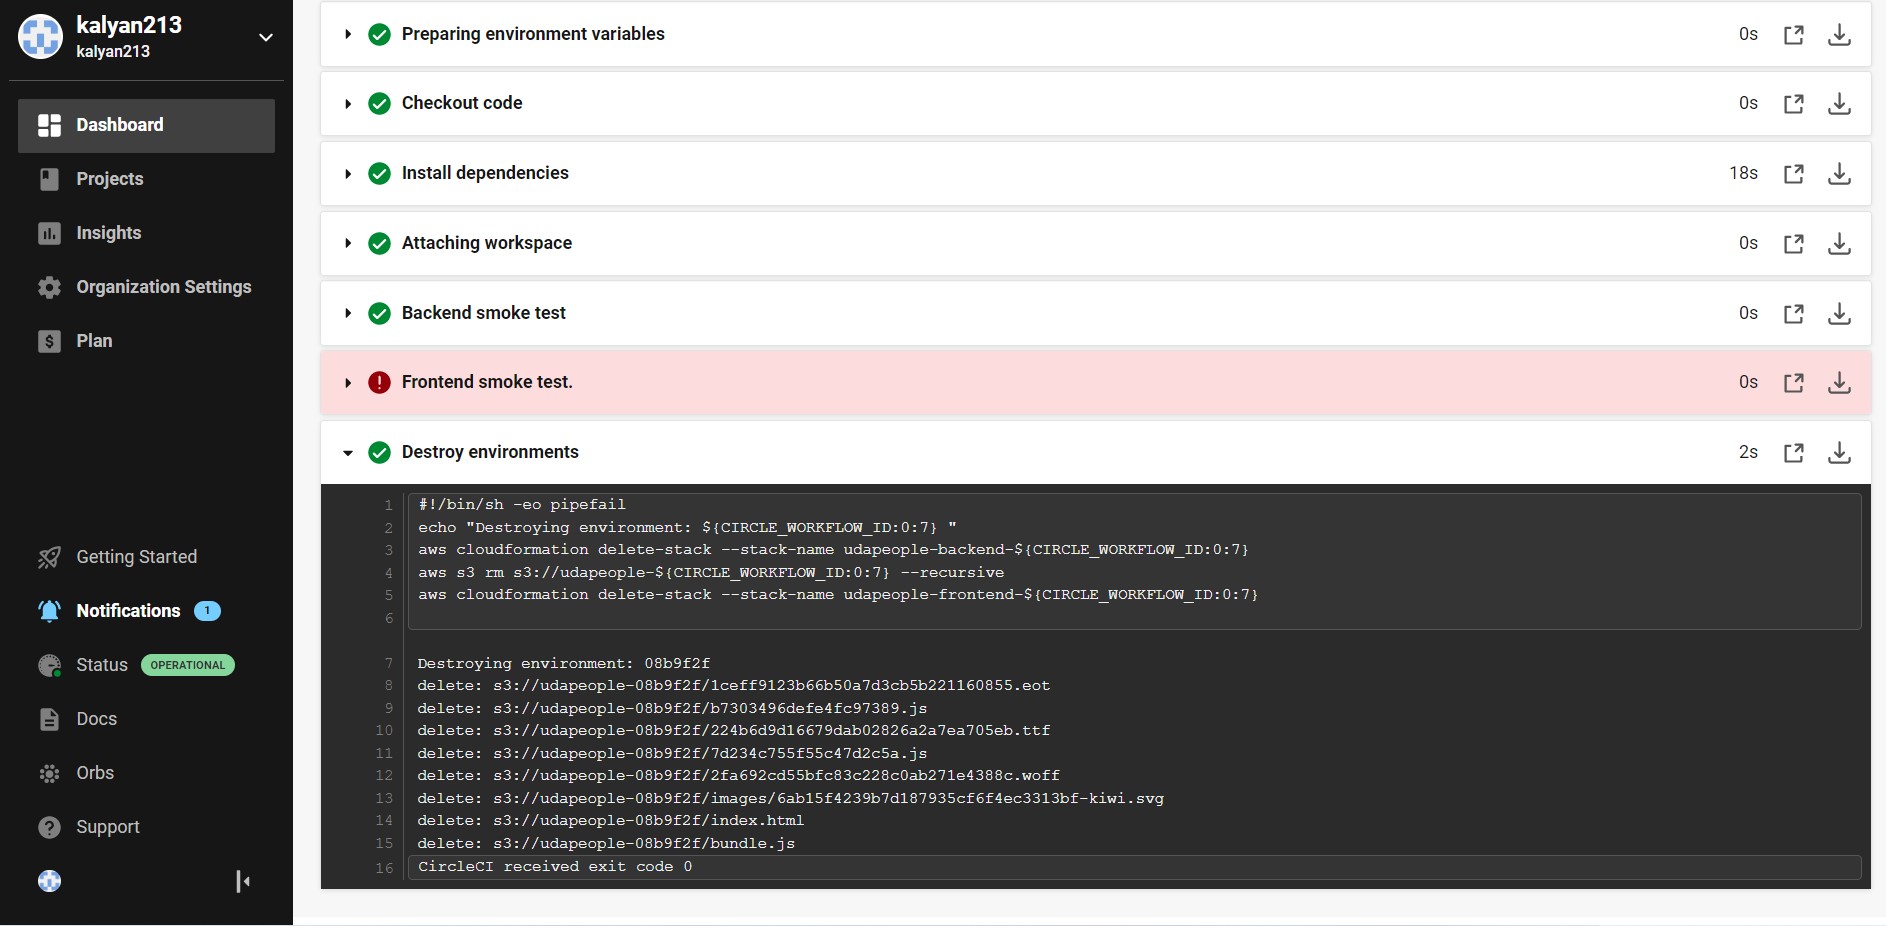 kalyan213
kalyan213
Dashboard
Projects
Insights
Organization Settings
$ Plan
Getting Started
Notifications 1
Status OPERATIONAL
Docs
Orbs
? Support
Preparing environment variables 0s
Checkout code 0s
Install dependencies 18s
Attaching workspace 0s
Backend smoke test 0s
! Frontend smoke test. 0s
Destroy environments 2s
1 #!/bin/sh -eo pipefail
2 echo "Destroying environment: ${CIRCLE_WORKFLOW_ID:0:7} "
3 aws cloudformation delete-stack --stack-name udapeople-backend-${CIRCLE_WORKFLOW_ID:0:7}
4 aws s3 rm s3://udapeople-${CIRCLE_WORKFLOW_ID:0:7} --recursive
5 aws cloudformation delete-stack --stack-name udapeople-frontend-${CIRCLE_WORKFLOW_ID:0:7}
6
7 Destroying environment: 08b9f2f
8 delete: s3://udapeople-08b9f2f/1ceff9123b66b50a7d3cb5b221160855.eot
9 delete: s3://udapeople-08b9f2f/b7303496defe4fc97389.js
10 delete: s3://udapeople-08b9f2f/224b6d9d16679dab02826a2a7ea705eb.ttf
11 delete: s3://udapeople-08b9f2f/7d234c755f55c47d2c5a.js
12 delete: s3://udapeople-08b9f2f/2fa692cd55bfc83c228c0ab271e4388c.woff
13 delete: s3://udapeople-08b9f2f/images/6ab15f4239b7d187935cf6f4ec3313bf-kiwi.svg
14 delete: s3://udapeople-08b9f2f/index.html
15 delete: s3://udapeople-08b9f2f/bundle.js
16 CircleCI received exit code 0